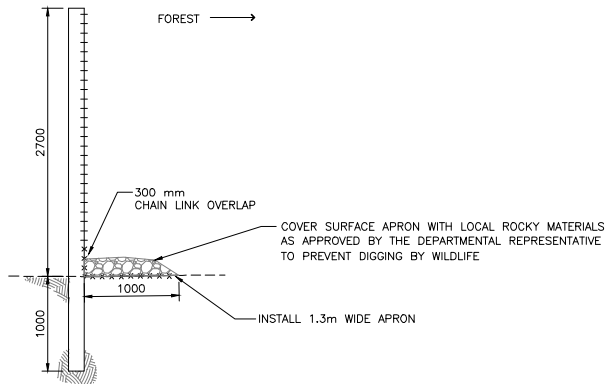 FOREST
2700
300 mm
CHAIN LINK OVERLAP
COVER SURFACE APRON WITH LOCAL ROCKY MATERIALS
AS APPROVED BY THE DEPARTMENTAL REPRESENTATIVE
TO PREVENT DIGGING BY WILDLIFE
1000
1000
INSTALL 1.3m WIDE APRON